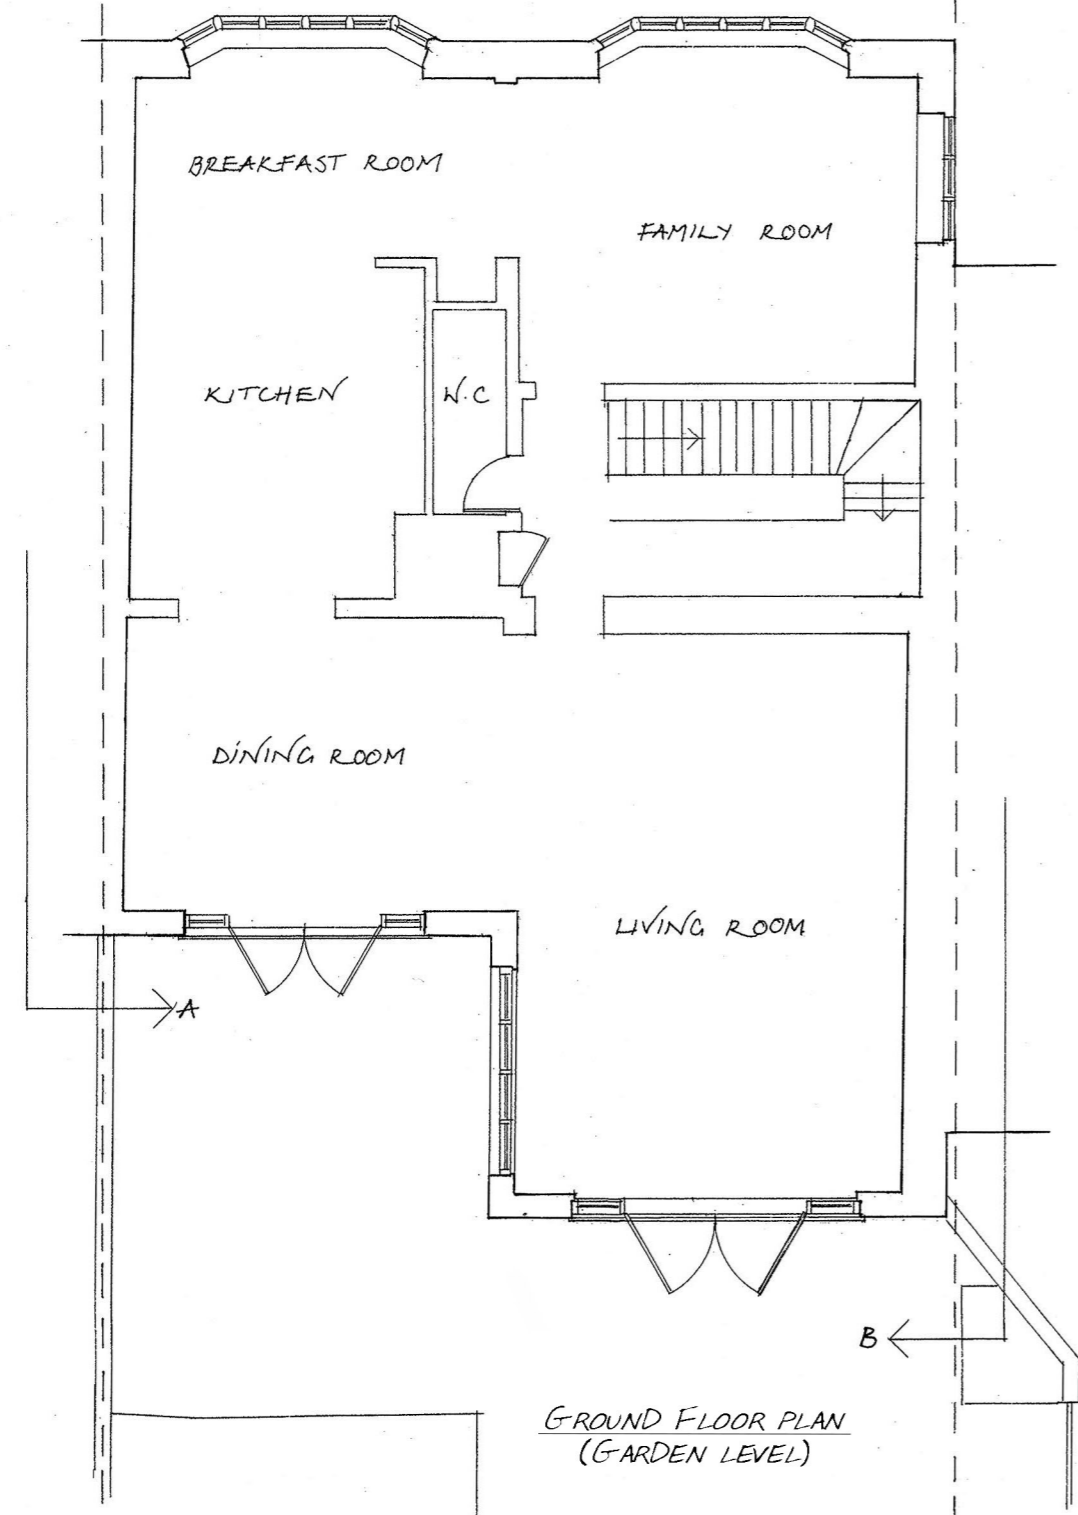 BREAKFAST ROOM
FAMILY ROOM
KITCHEN
W.C
DINING ROOM
LIVING ROOM
A
B
GROUND FLOOR PLAN
(GARDEN LEVEL)